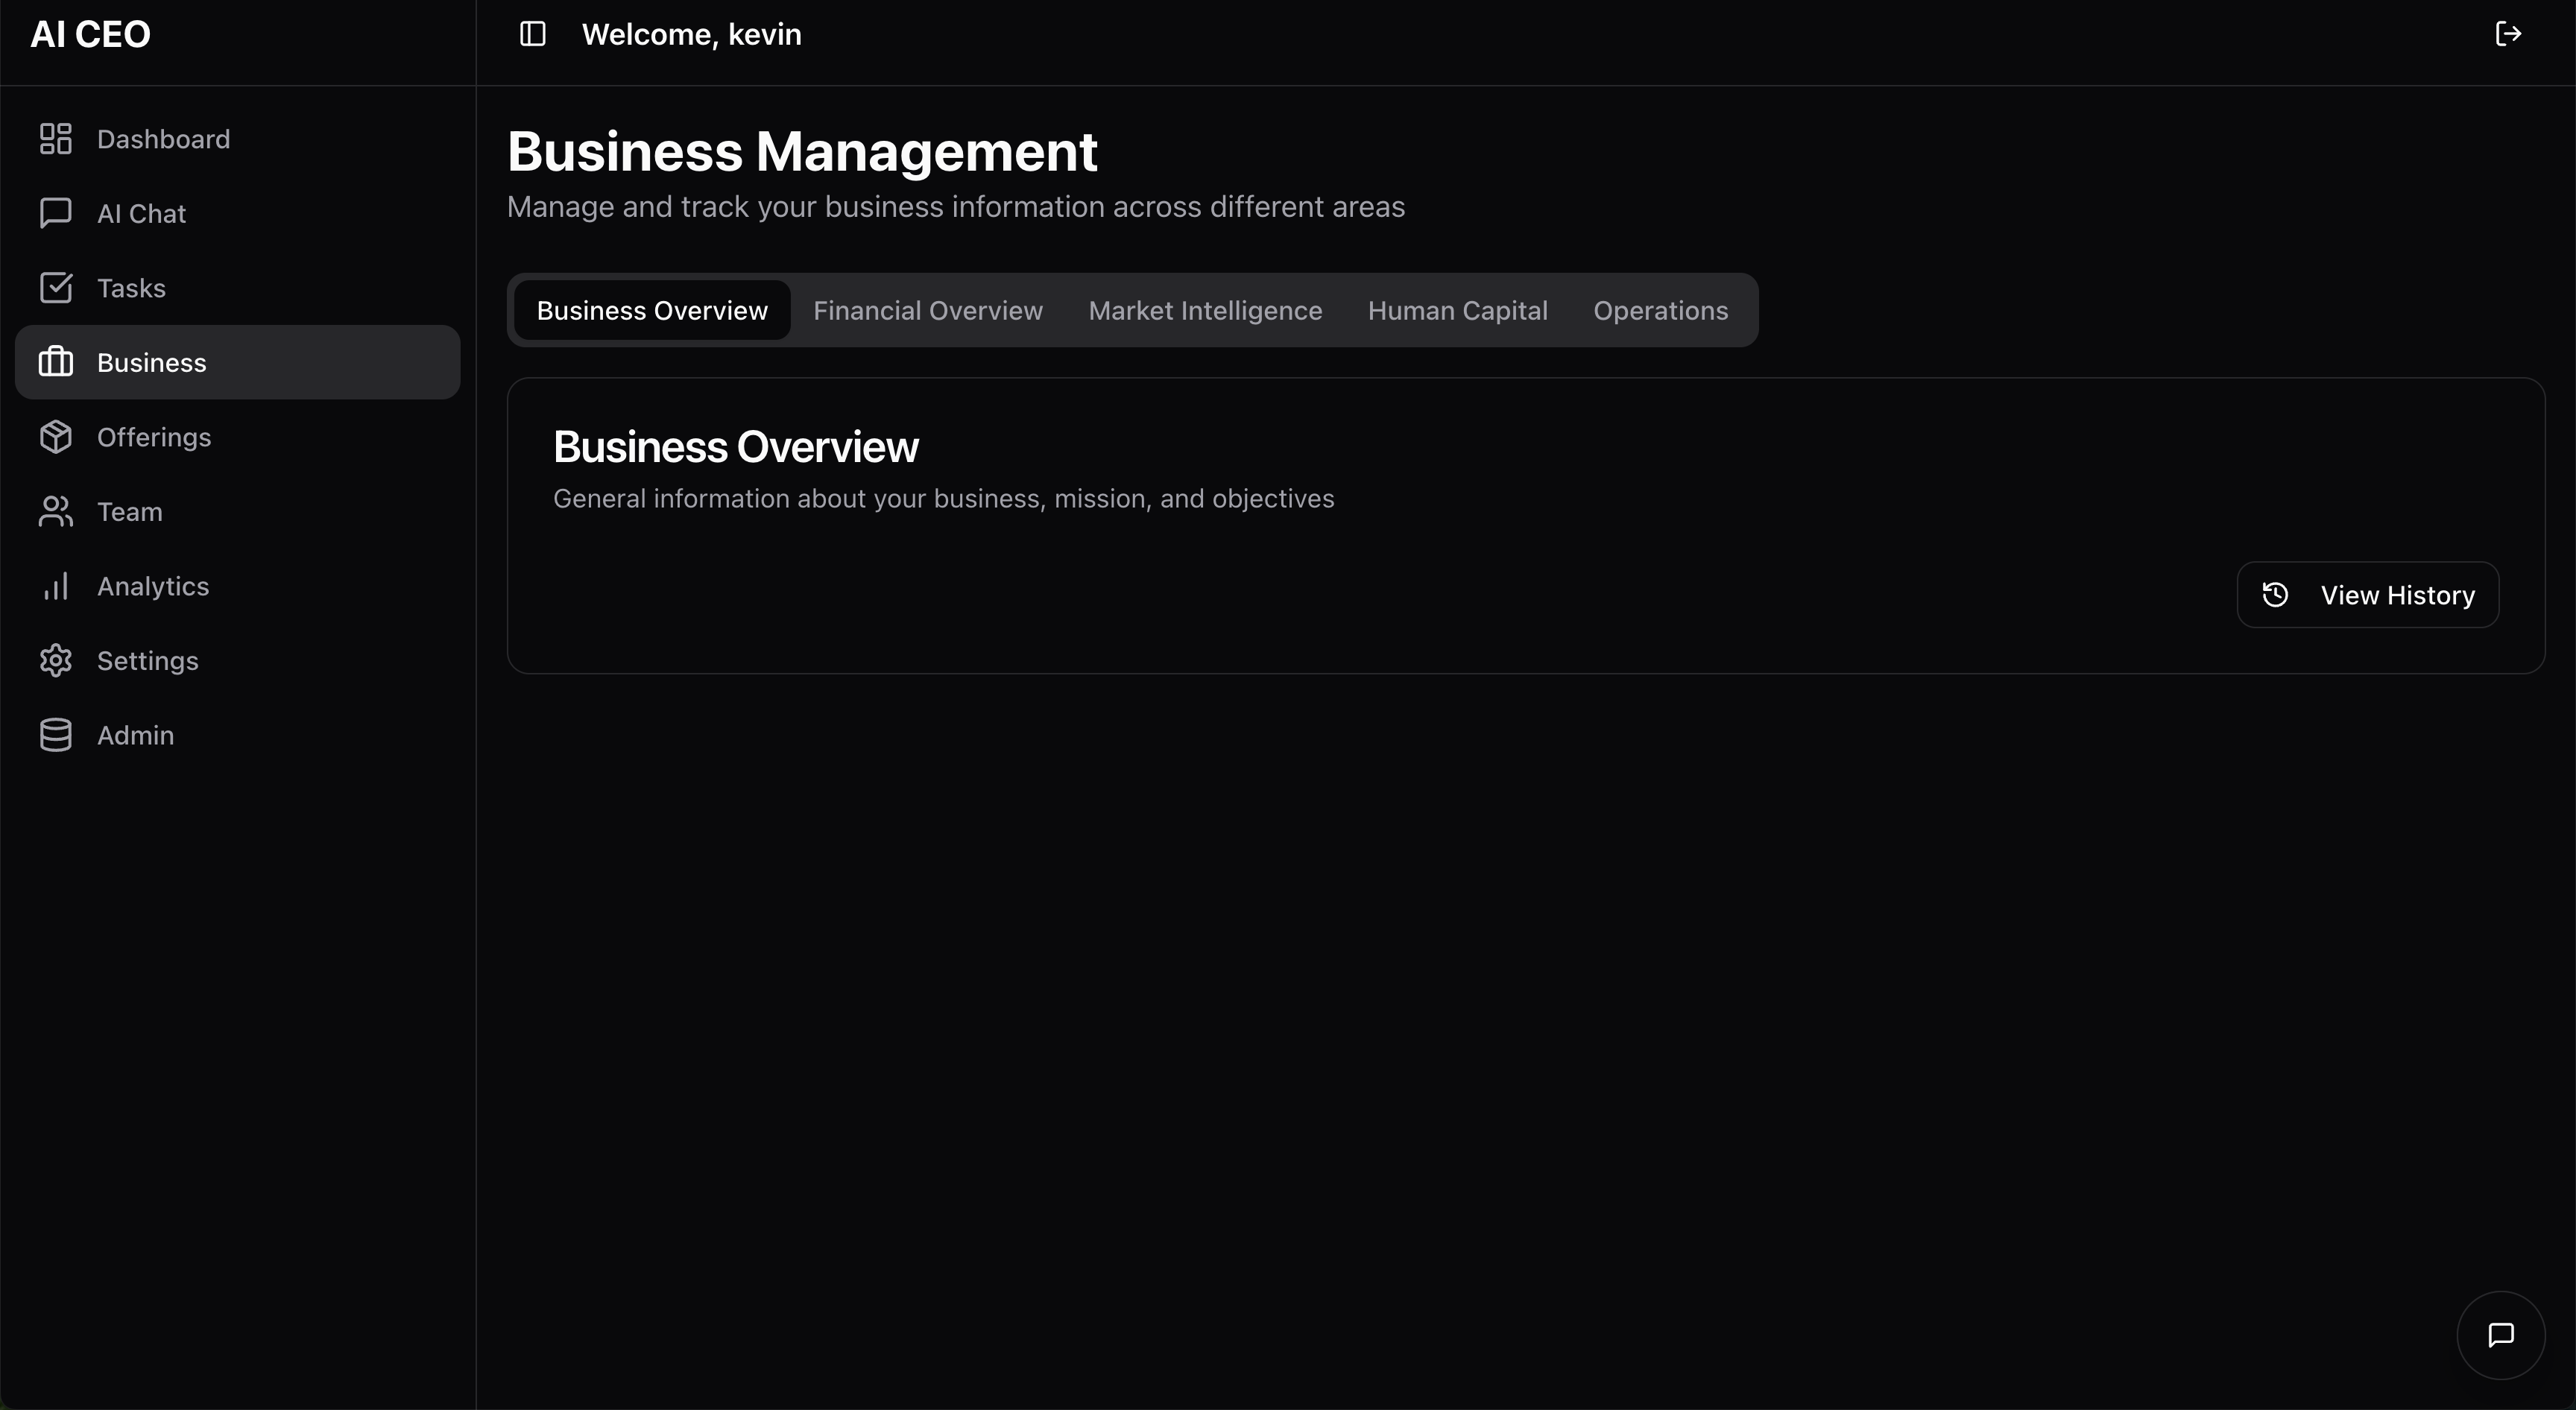 AI CEO
Welcome, kevin
Dashboard
AI Chat
Tasks
Business
Offerings
Team
Analytics
Settings
Admin
Business Management
Manage and track your business information across different areas
Business Overview Financial Overview Market Intelligence Human Capital Operations
Business Overview
General information about your business, mission, and objectives
View History